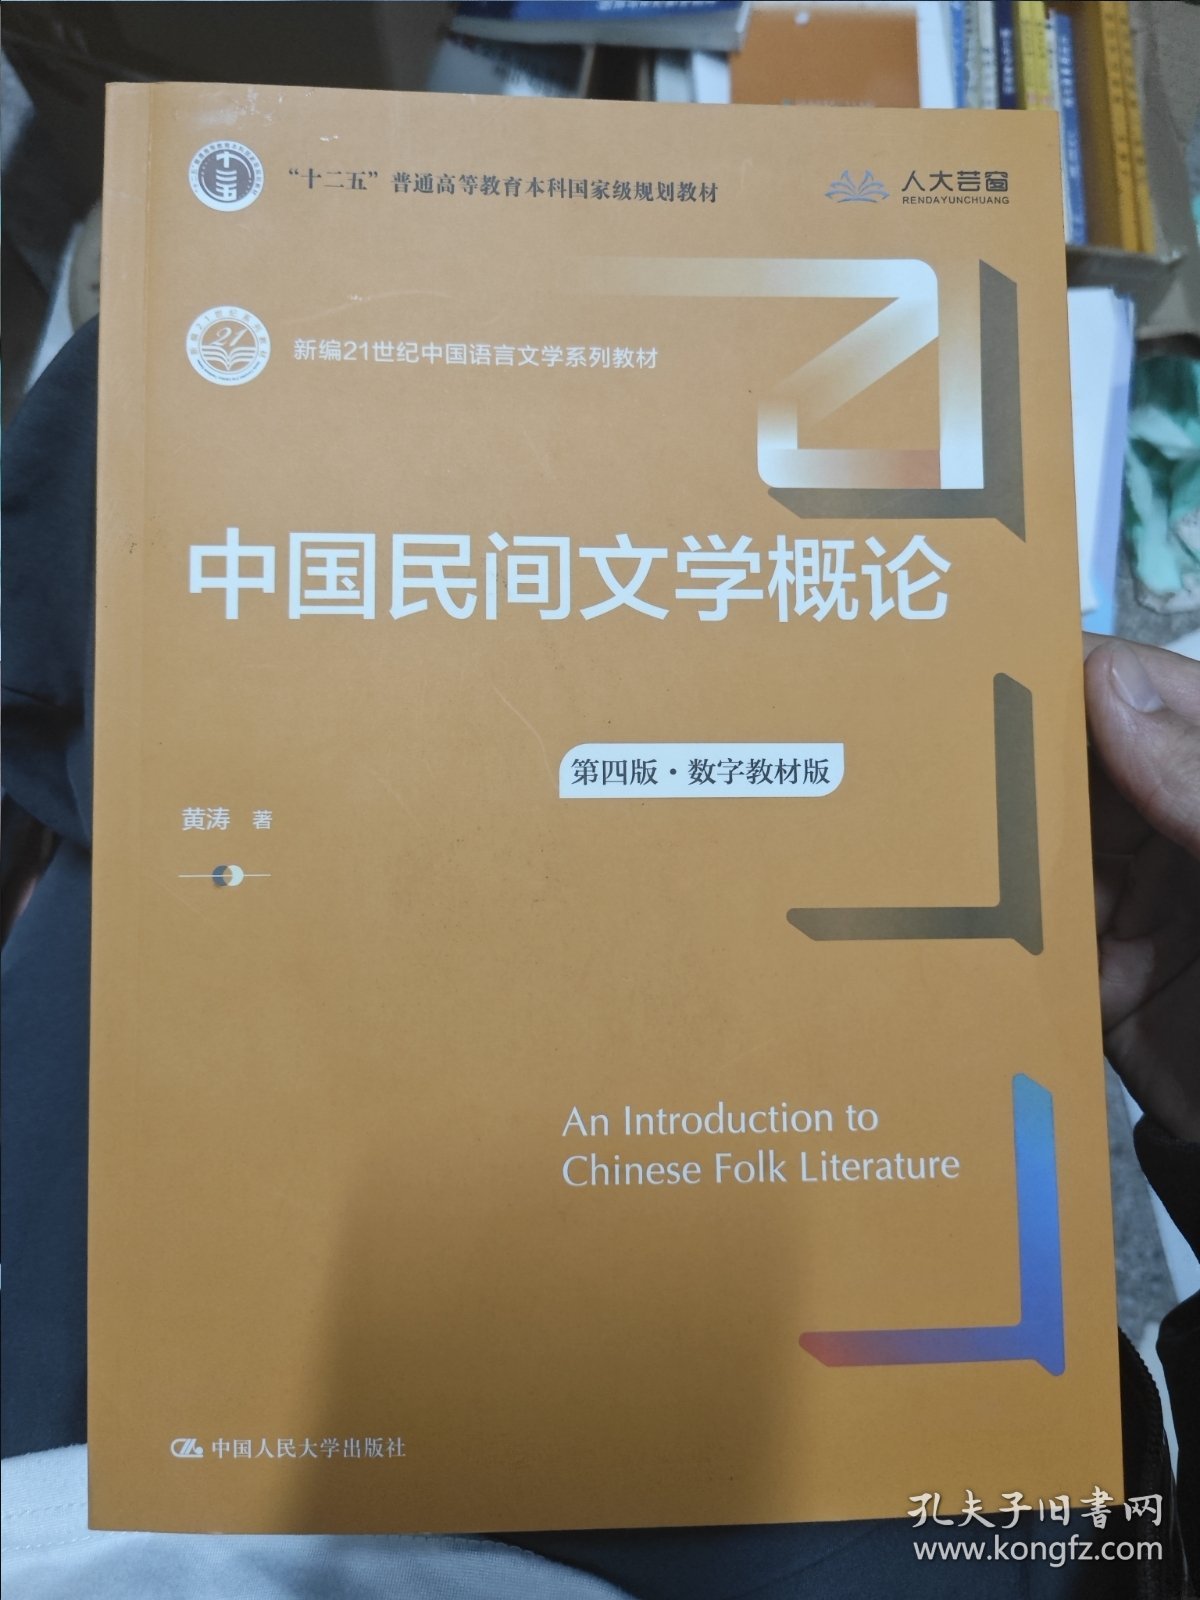 “十二五”普通高等教育本科国家级规划教材
人大芸窗
RENDAYUNCHUANG
十二五
新编21世纪中国语言文学系列教材
21
中国民间文学概论
第四版·数字教材版
黄涛 著
An Introduction to
Chinese Folk Literature
中国人民大学出版社
孔夫子旧书网
www.kongfz.com